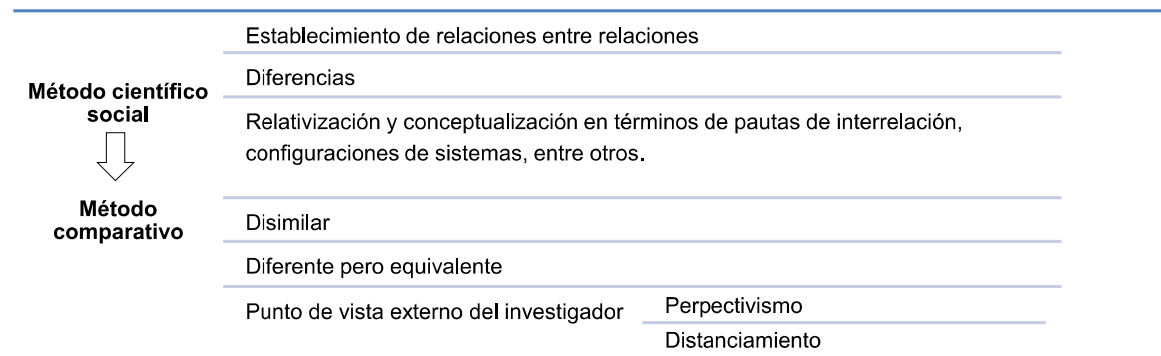 Establecimiento de relaciones entre relaciones
Diferencias
Método científico
social
Relativización y conceptualización en términos de pautas de interrelación,
configuraciones de sistemas, entre otros.
Método
comparativo
Disimilar
Diferente pero equivalente
Punto de vista externo del investigador
Perpectivismo
Distanciamiento